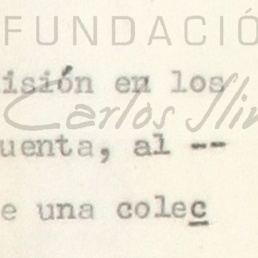 FUNDACIÓ
isión en los
Carlos Slim
uenta, al --
e una colec